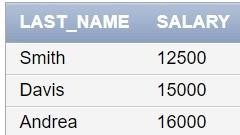 LAST_NAME SALARY
Smith 12500
Davis 15000
Andrea 16000